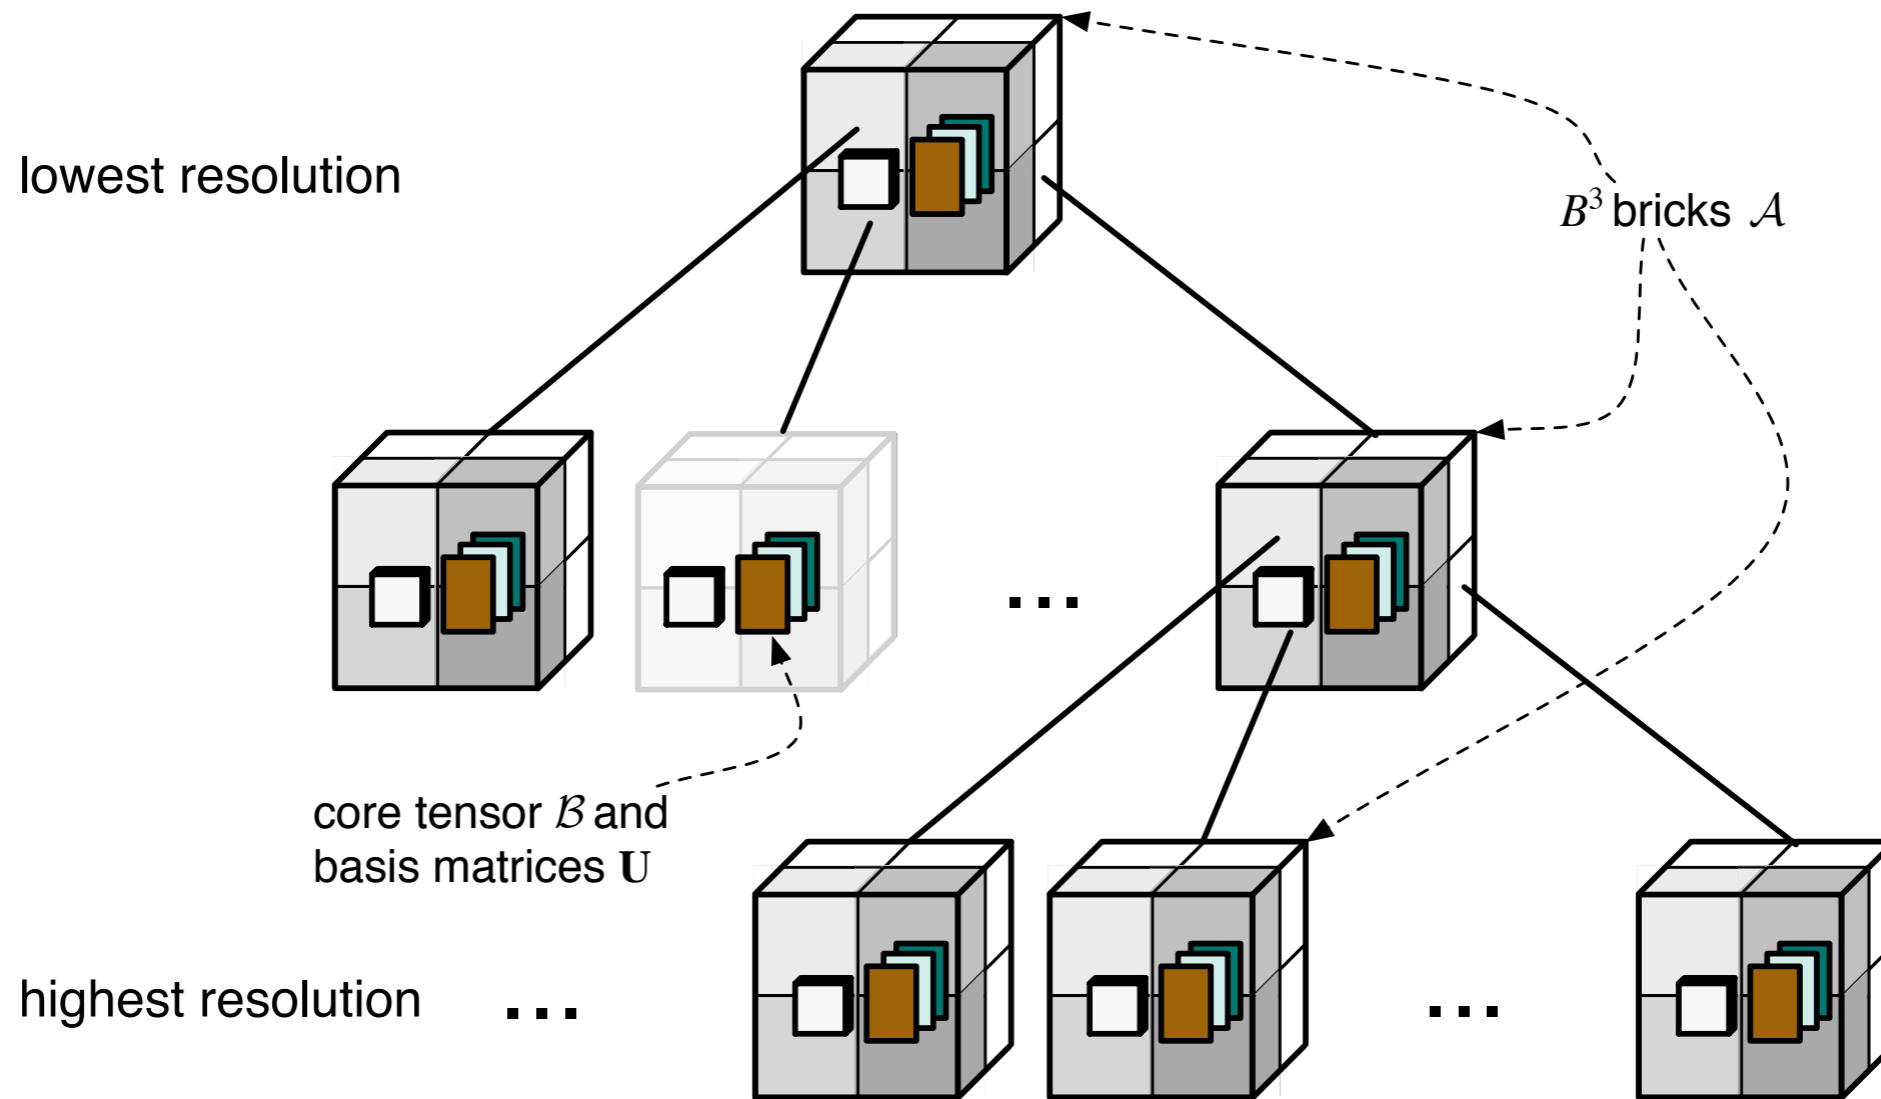 lowest resolution
B³ bricks 𝒜
...
core tensor ℬ and
basis matrices U
highest resolution ...
...